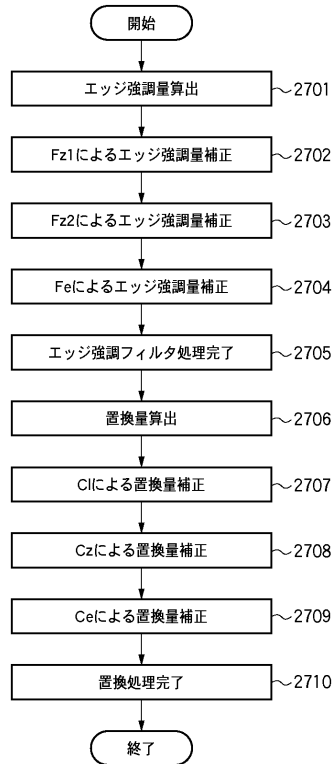 開始
エッジ強調量算出 2701
Fz1によるエッジ強調量補正 2702
Fz2によるエッジ強調量補正 2703
Feによるエッジ強調量補正 2704
エッジ強調フィルタ処理完了 2705
置換量算出 2706
Clによる置換量補正 2707
Czによる置換量補正 2708
Ceによる置換量補正 2709
置換処理完了 2710
終了